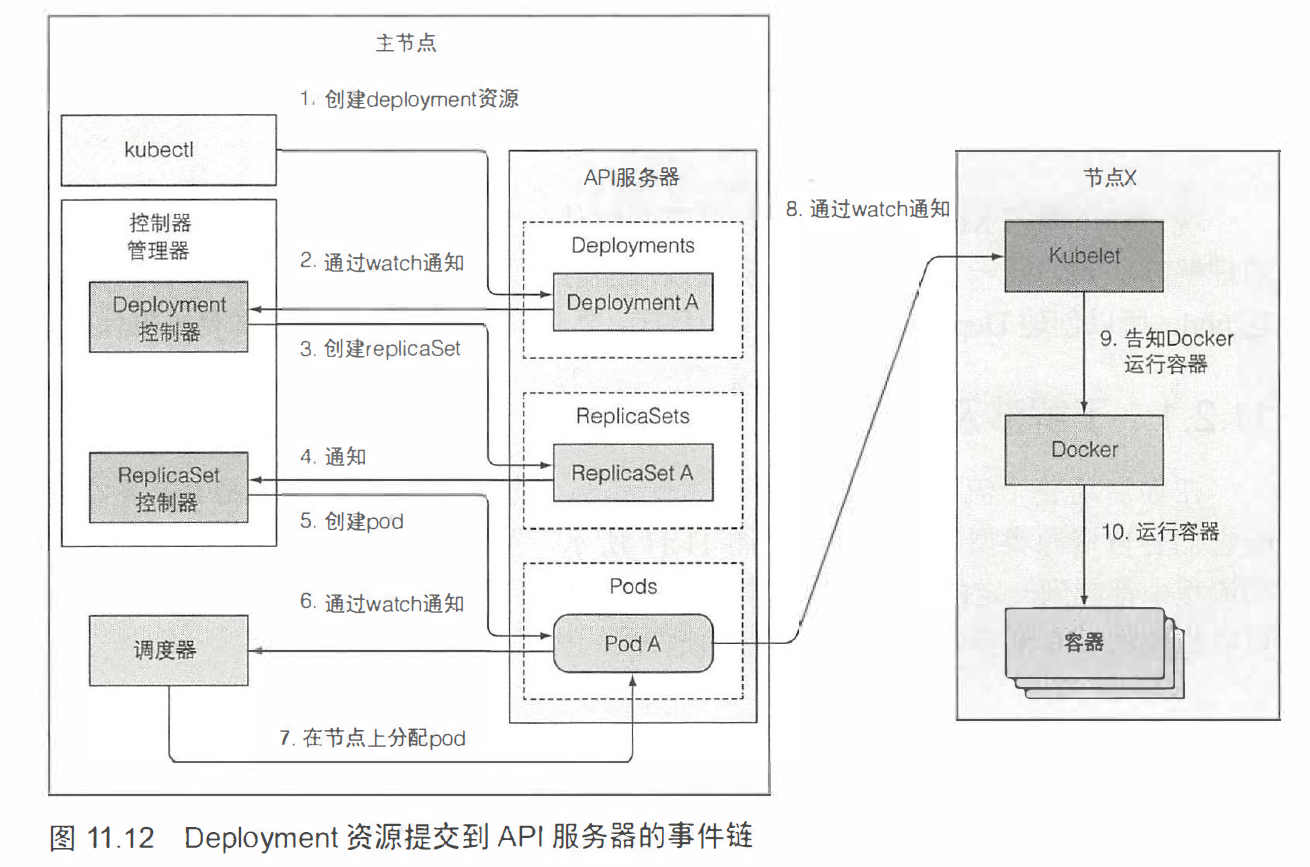 主节点
1. 创建deployment资源
kubectl
API服务器
节点X
控制器
管理器
8. 通过watch通知
Deployments
Kubelet
2. 通过watch通知
Deployment
控制器
Deployment A
3. 创建replicaSet
9. 告知Docker
运行容器
ReplicaSets
4. 通知
Docker
ReplicaSet
控制器
ReplicaSet A
5. 创建pod
10. 运行容器
Pods
6. 通过watch通知
调度器
Pod A
容器
7. 在节点上分配pod
图 11.12 Deployment 资源提交到 API 服务器的事件链